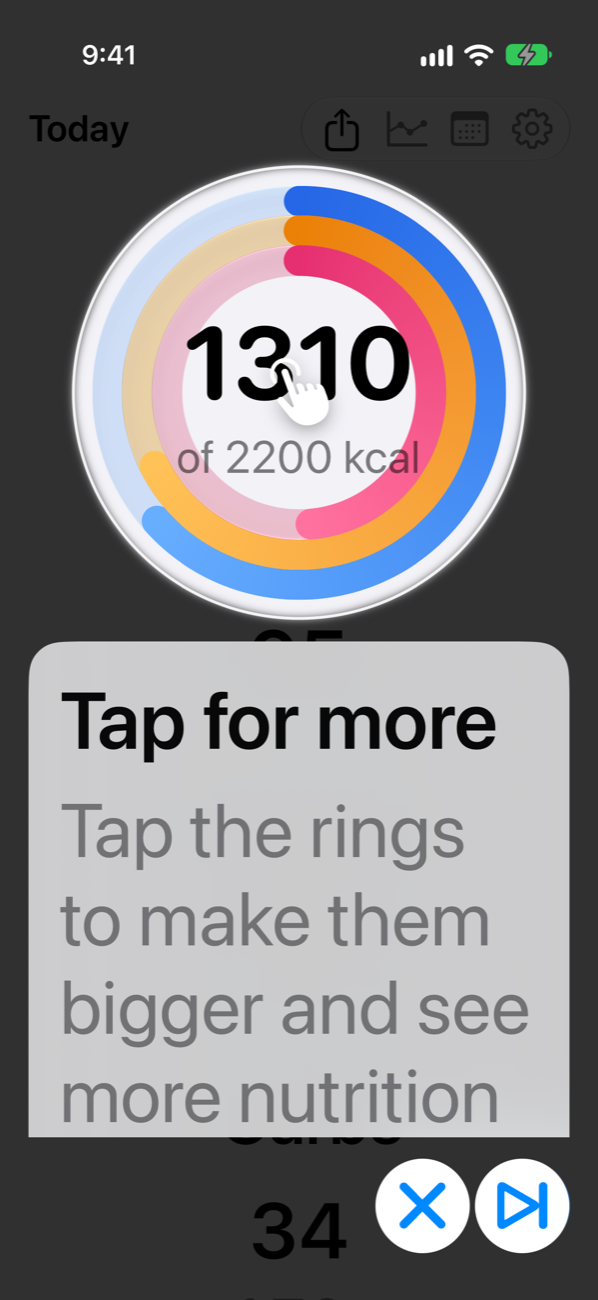 9:41
Today
1310
of 2200 kcal
Tap for more
Tap the rings
to make them
bigger and see
more nutrition
34